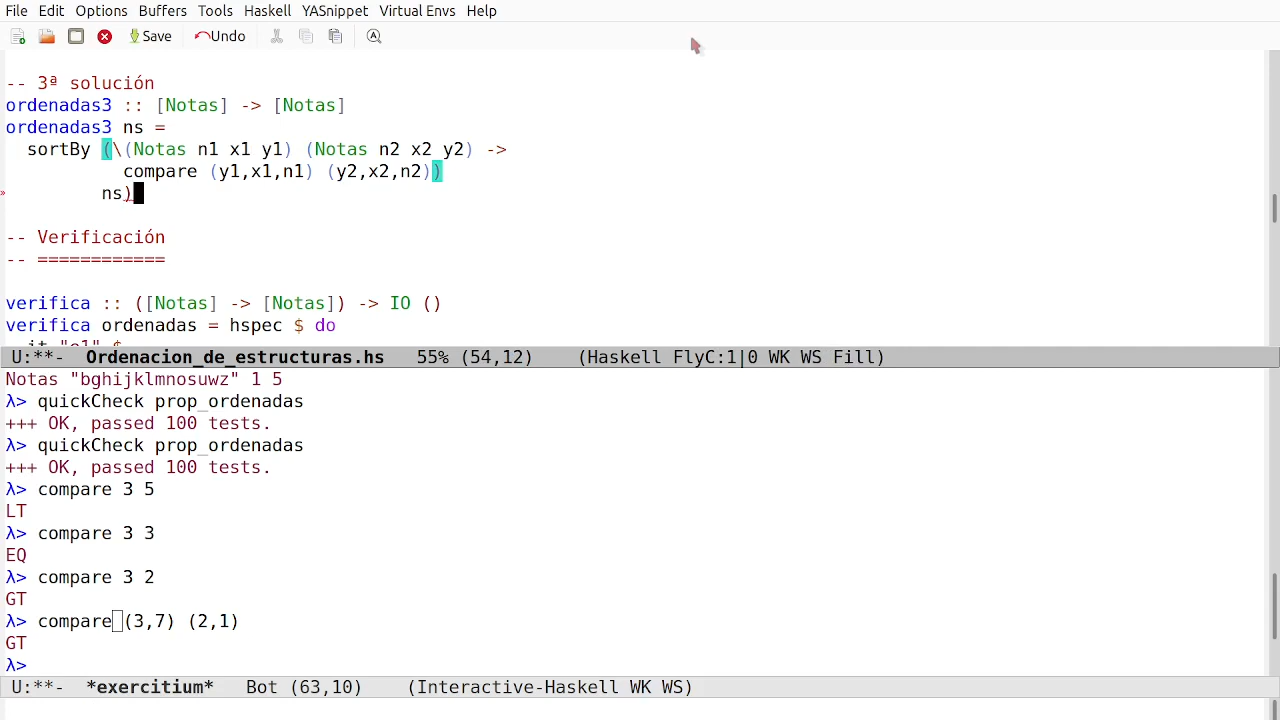 File Edit Options Buffers Tools Haskell YASnippet Virtual Envs Help
Save Undo
-- 3ª solución
ordenadas3 :: [Notas] -> [Notas]
ordenadas3 ns =
  sortBy (\(Notas n1 x1 y1) (Notas n2 x2 y2) ->
           compare (y1,x1,n1) (y2,x2,n2))
» ns)
-- Verificación
-- ============
verifica :: ([Notas] -> [Notas]) -> IO ()
verifica ordenadas = hspec $ do
  it "e1" $
U:**-  Ordenacion_de_estructuras.hs   55% (54,12)    (Haskell FlyC:1|0 WK WS Fill)
Notas "bghijklmnosuwz" 1 5
λ> quickCheck prop_ordenadas
+++ OK, passed 100 tests.
λ> quickCheck prop_ordenadas
+++ OK, passed 100 tests.
λ> compare 3 5
LT
λ> compare 3 3
EQ
λ> compare 3 2
GT
λ> compare (3,7) (2,1)
GT
λ>
U:**-  *exercitium*   Bot (63,10)    (Interactive-Haskell WK WS)